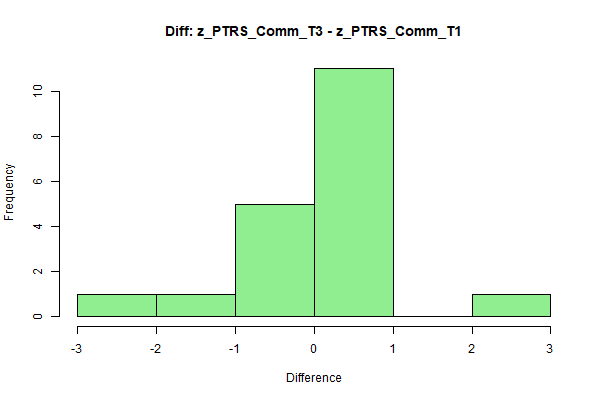 Diff: z_PTRS_Comm_T3 - z_PTRS_Comm_T1
Frequency
10
8
6
4
2
0
-3 -2 -1 0 1 2 3
Difference